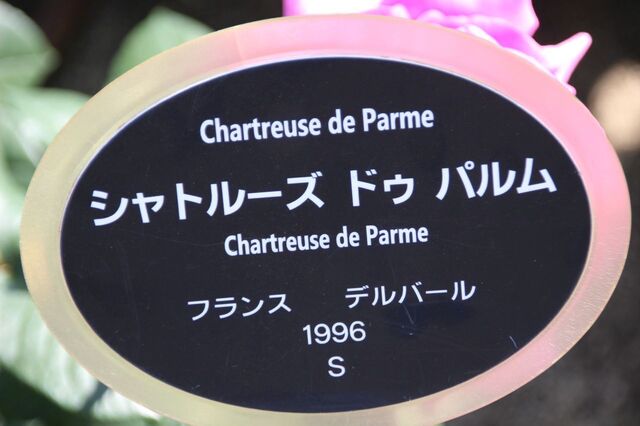 Chartreuse de Parme
シャトルーズ ドゥ パルム
Chartreuse de Parme
フランス デルバール
1996
S